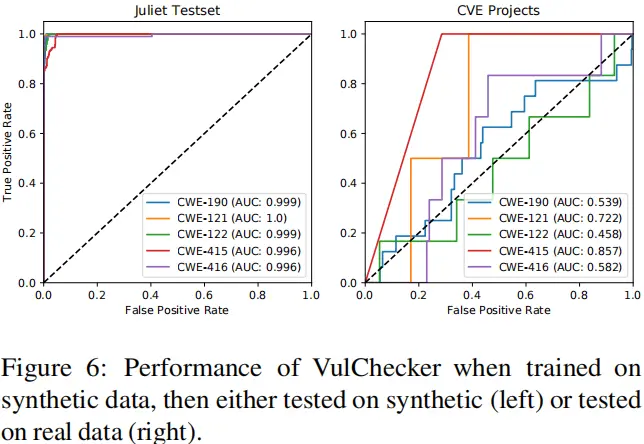 Juliet Testset
CVE Projects
True Positive Rate
1.0
0.8
0.6
0.4
0.2
0.0
CWE-190 (AUC: 0.999)
CWE-121 (AUC: 1.0)
CWE-122 (AUC: 0.999)
CWE-415 (AUC: 0.996)
CWE-416 (AUC: 0.996)
0.0 0.2 0.4 0.6 0.8 1.0
False Positive Rate
1.0
0.8
0.6
0.4
0.2
0.0
CWE-190 (AUC: 0.539)
CWE-121 (AUC: 0.722)
CWE-122 (AUC: 0.458)
CWE-415 (AUC: 0.857)
CWE-416 (AUC: 0.582)
0.0 0.2 0.4 0.6 0.8 1.0
False Positive Rate
Figure 6: Performance of VulChecker when trained on
synthetic data, then either tested on synthetic (left) or tested
on real data (right).